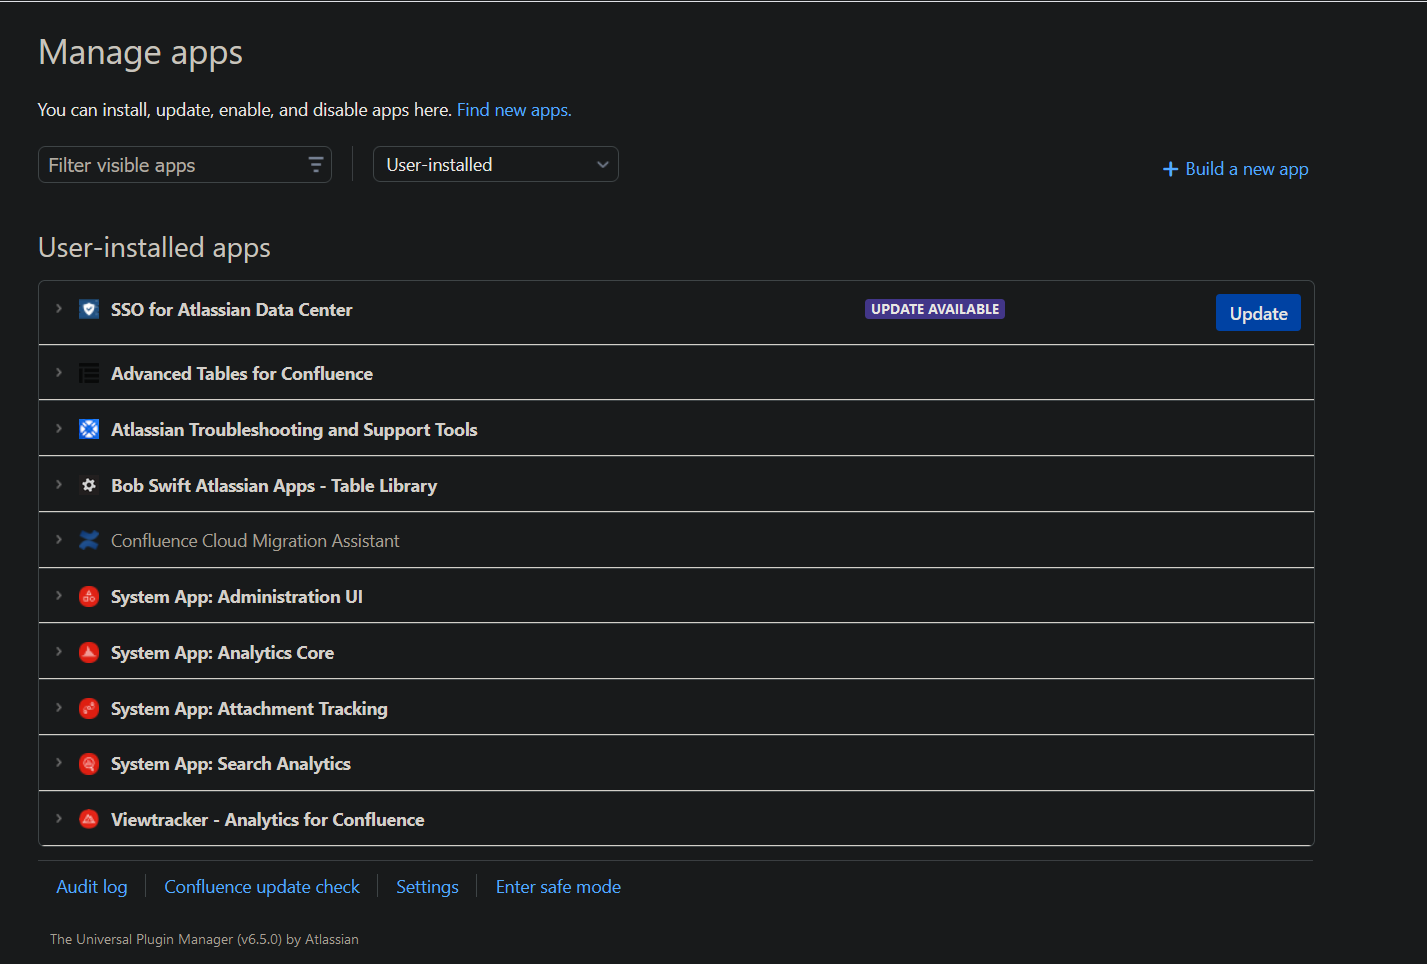 Manage apps
You can install, update, enable, and disable apps here. Find new apps.
Filter visible apps
User-installed
Build a new app
User-installed apps
SSO for Atlassian Data Center
UPDATE AVAILABLE
Update
Advanced Tables for Confluence
Atlassian Troubleshooting and Support Tools
Bob Swift Atlassian Apps - Table Library
Confluence Cloud Migration Assistant
System App: Administration UI
System App: Analytics Core
System App: Attachment Tracking
System App: Search Analytics
Viewtracker - Analytics for Confluence
Audit log
Confluence update check
Settings
Enter safe mode
The Universal Plugin Manager (v6.5.0) by Atlassian